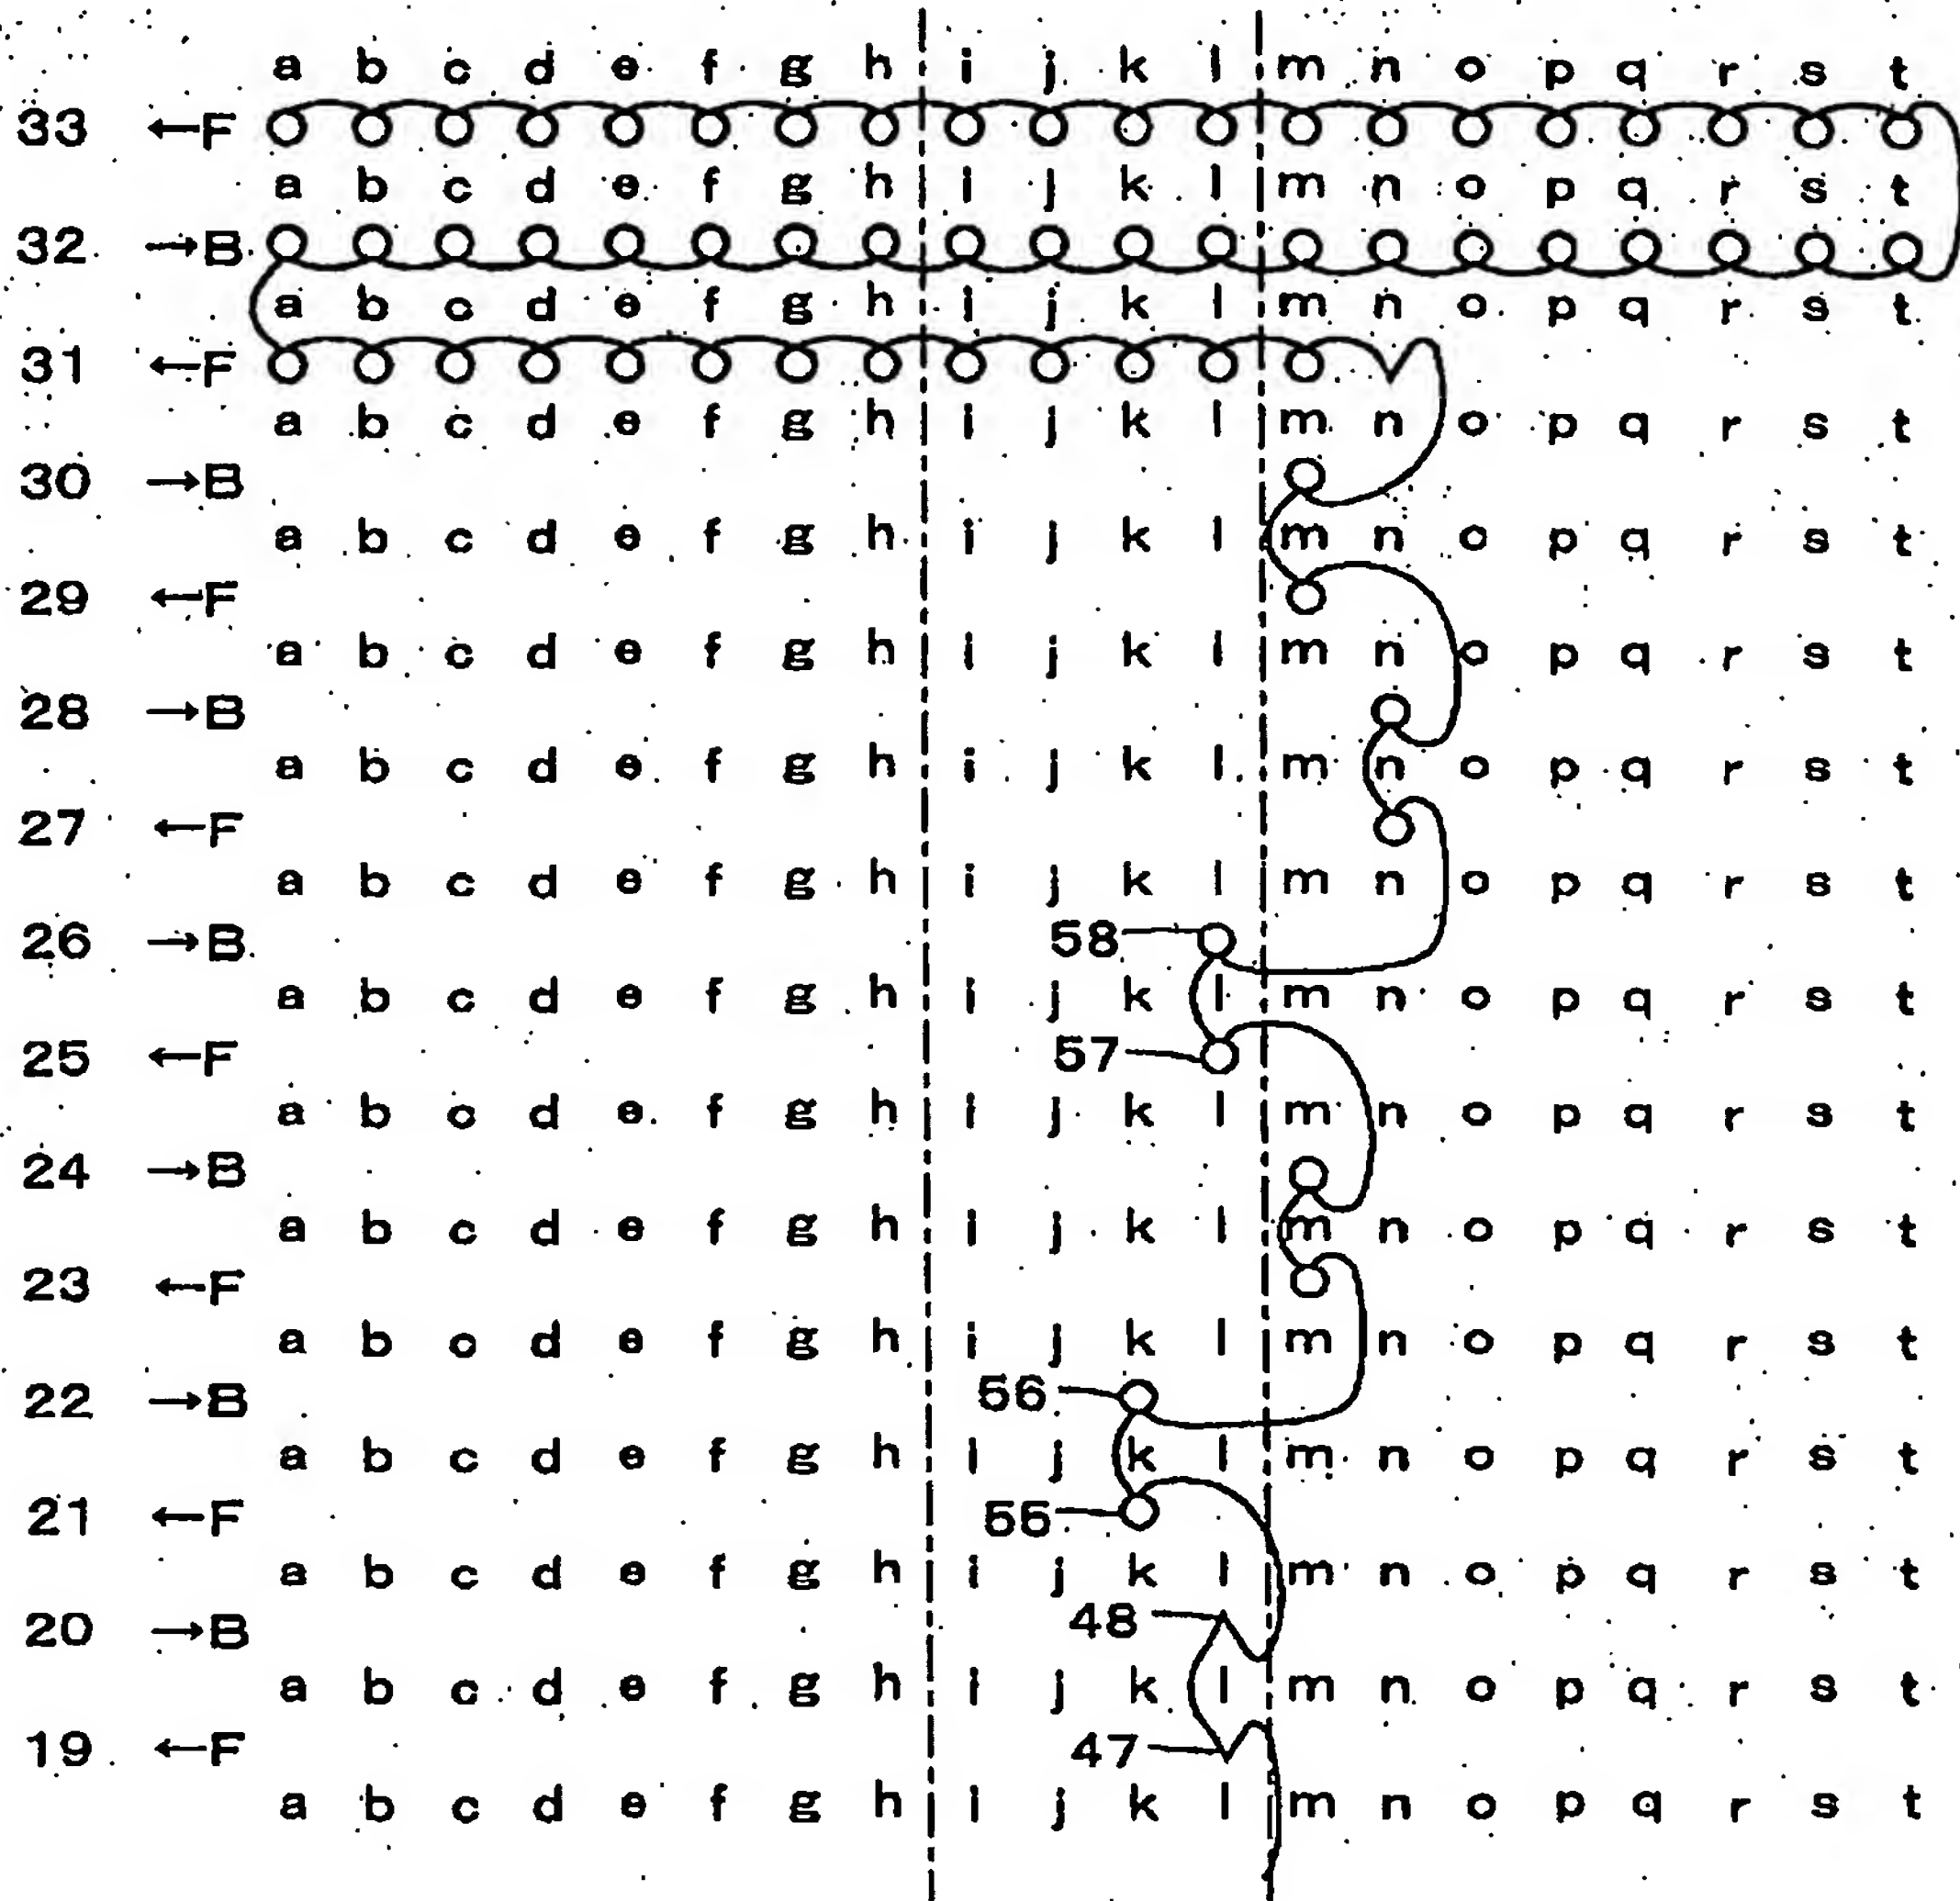 a b c d e f g h i j k l m n o p q r s t
33 ←F
a b c d e f g h i j k l m n o p q r s t
32 →B
a b c d e f g h i j k l m n o p q r s t
31 ←F
a b c d e f g h i j k l m n o p q r s t
30 →B
a b c d e f g h i j k l m n o p q r s t
29 ←F
a b c d e f g h i j k l m n o p q r s t
28 →B
a b c d e f g h i j k l m n o p q r s t
27 ←F
a b c d e f g h i j k l m n o p q r s t
26 →B 58
a b c d e f g h i j k l m n o p q r s t
25 ←F 57
a b c d e f g h i j k l m n o p q r s t
24 →B
a b c d e f g h i j k l m n o p q r s t
23 ←F
a b c d e f g h i j k l m n o p q r s t
22 →B 56
a b c d e f g h i j k l m n o p q r s t
21 ←F 55
a b c d e f g h i j k l m n o p q r s t
20 →B 48
a b c d e f g h i j k l m n o p q r s t
19 ←F 47
a b c d e f g h i j k l m n o p q r s t